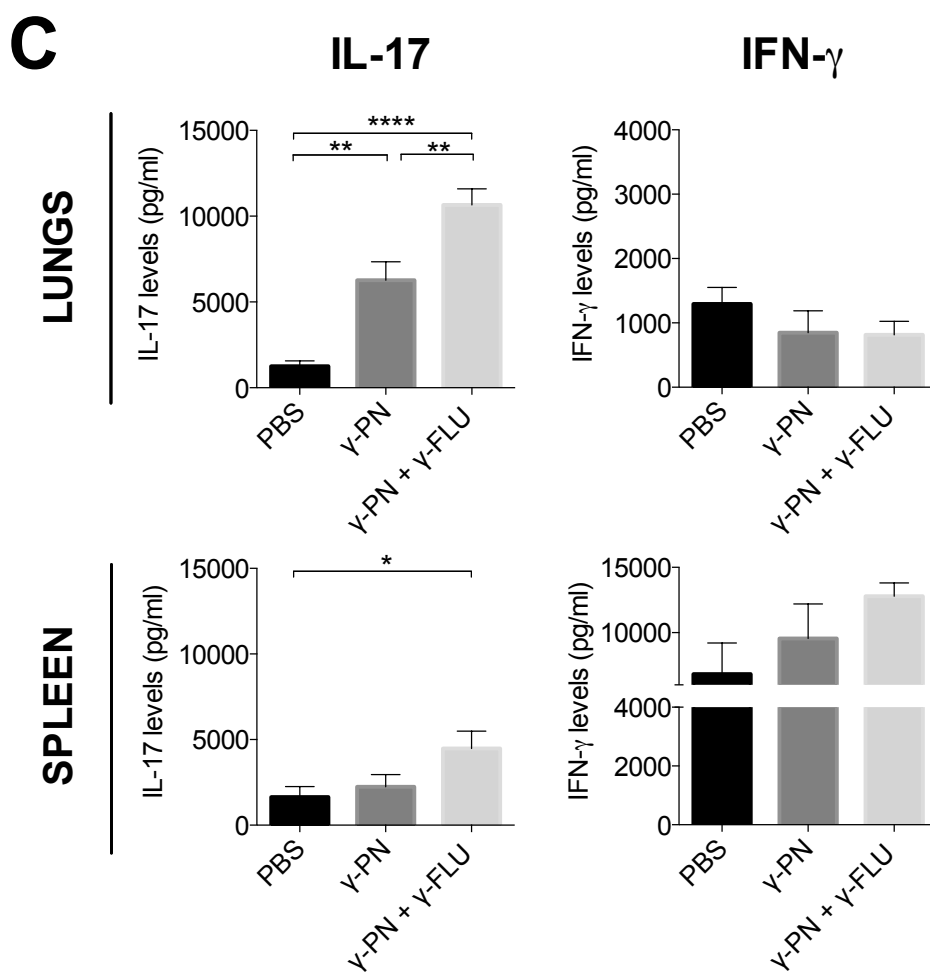 C
IL-17
IFN-γ
LUNGS
IL-17 levels (pg/ml)
15000
10000
5000
0
****
**
**
PBS
γ-PN
γ-PN + γ-FLU
IFN-γ levels (pg/ml)
4000
3000
2000
1000
0
PBS
γ-PN
γ-PN + γ-FLU
SPLEEN
IL-17 levels (pg/ml)
15000
10000
5000
0
*
PBS
γ-PN
γ-PN + γ-FLU
IFN-γ levels (pg/ml)
15000
10000
4000
2000
0
PBS
γ-PN
γ-PN + γ-FLU